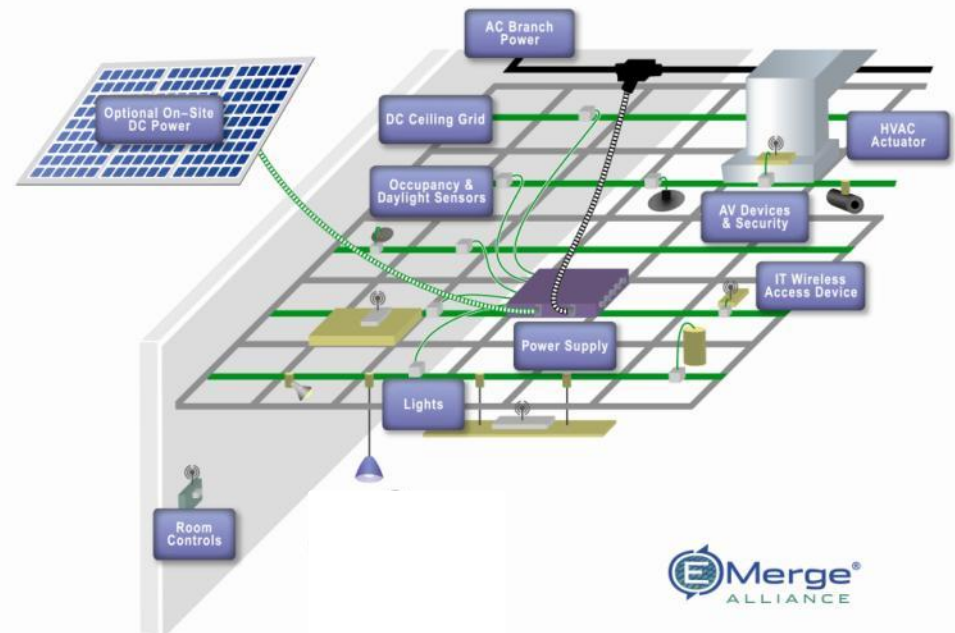 AC Branch
Power
Optional On-Site
DC Power
DC Ceiling Grid
HVAC
Actuator
Occupancy &
Daylight Sensors
AV Devices
& Security
IT Wireless
Access Device
Power Supply
Lights
Room
Controls
EMerge®
ALLIANCE